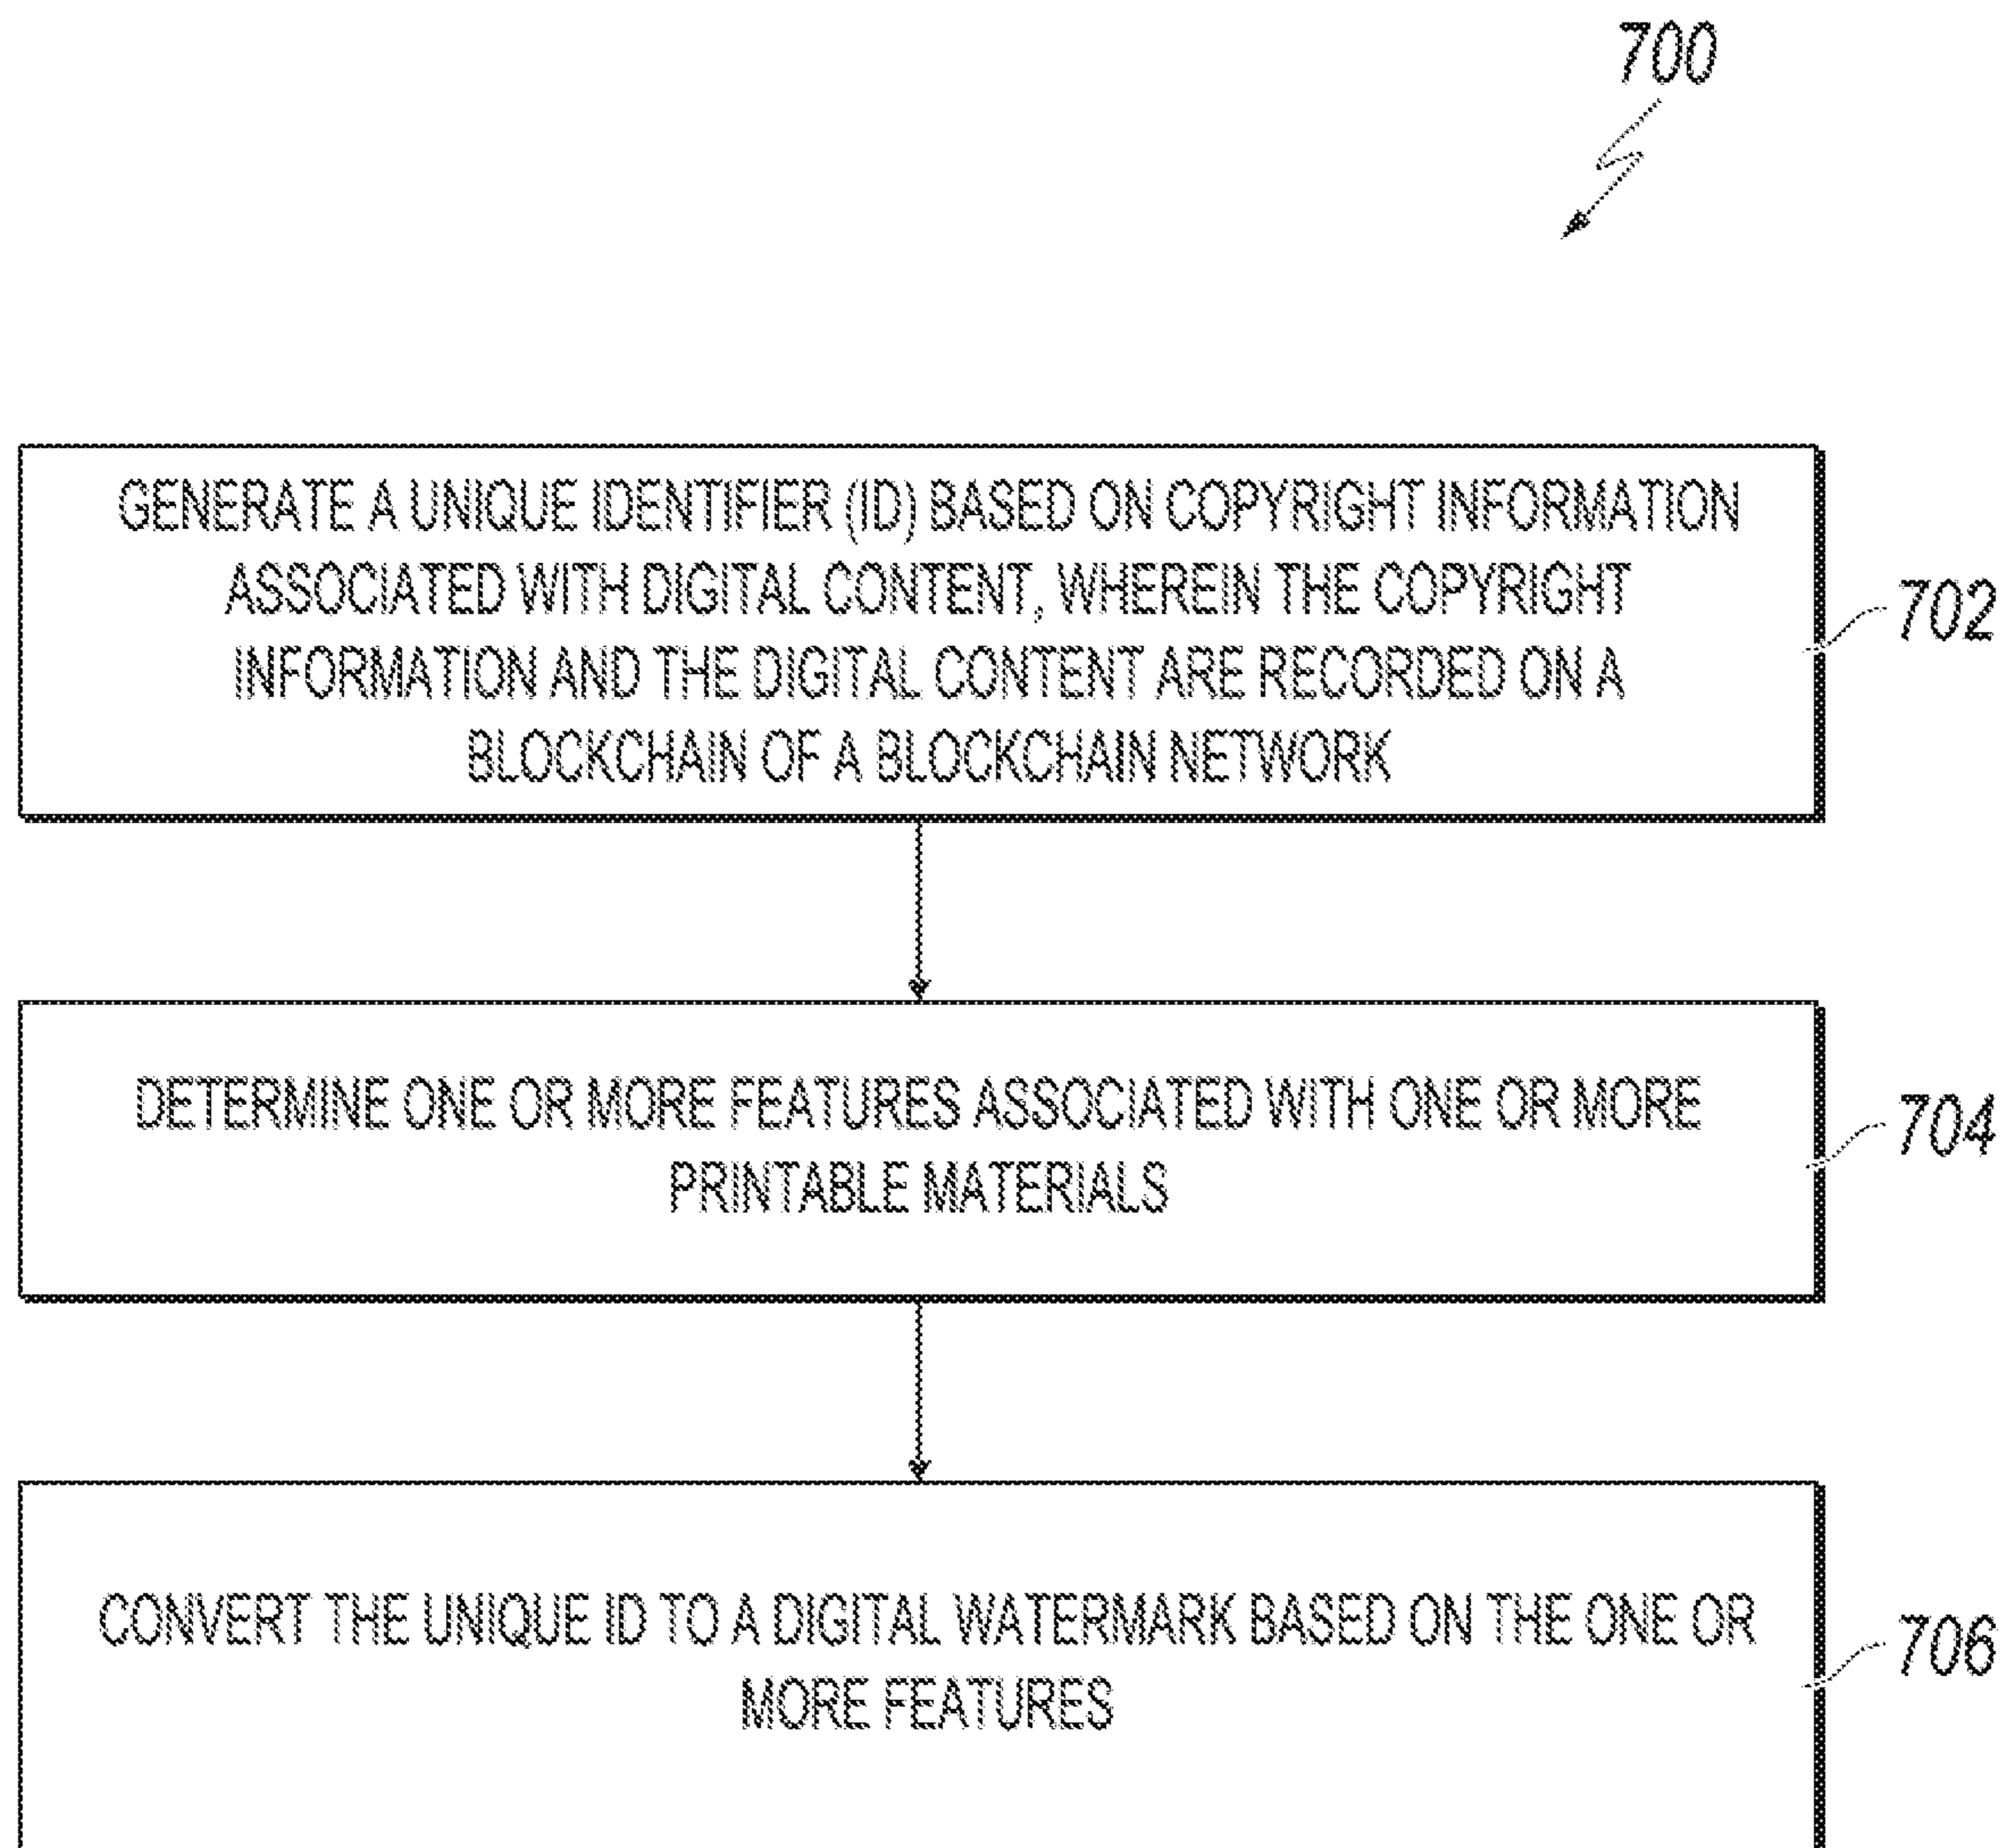 700
GENERATE A UNIQUE IDENTIFIER (ID) BASED ON COPYRIGHT INFORMATION
ASSOCIATED WITH DIGITAL CONTENT, WHEREIN THE COPYRIGHT
INFORMATION AND THE DIGITAL CONTENT ARE RECORDED ON A
BLOCKCHAIN OF A BLOCKCHAIN NETWORK
702
DETERMINE ONE OR MORE FEATURES ASSOCIATED WITH ONE OR MORE
PRINTABLE MATERIALS
704
CONVERT THE UNIQUE ID TO A DIGITAL WATERMARK BASED ON THE ONE OR
MORE FEATURES
706